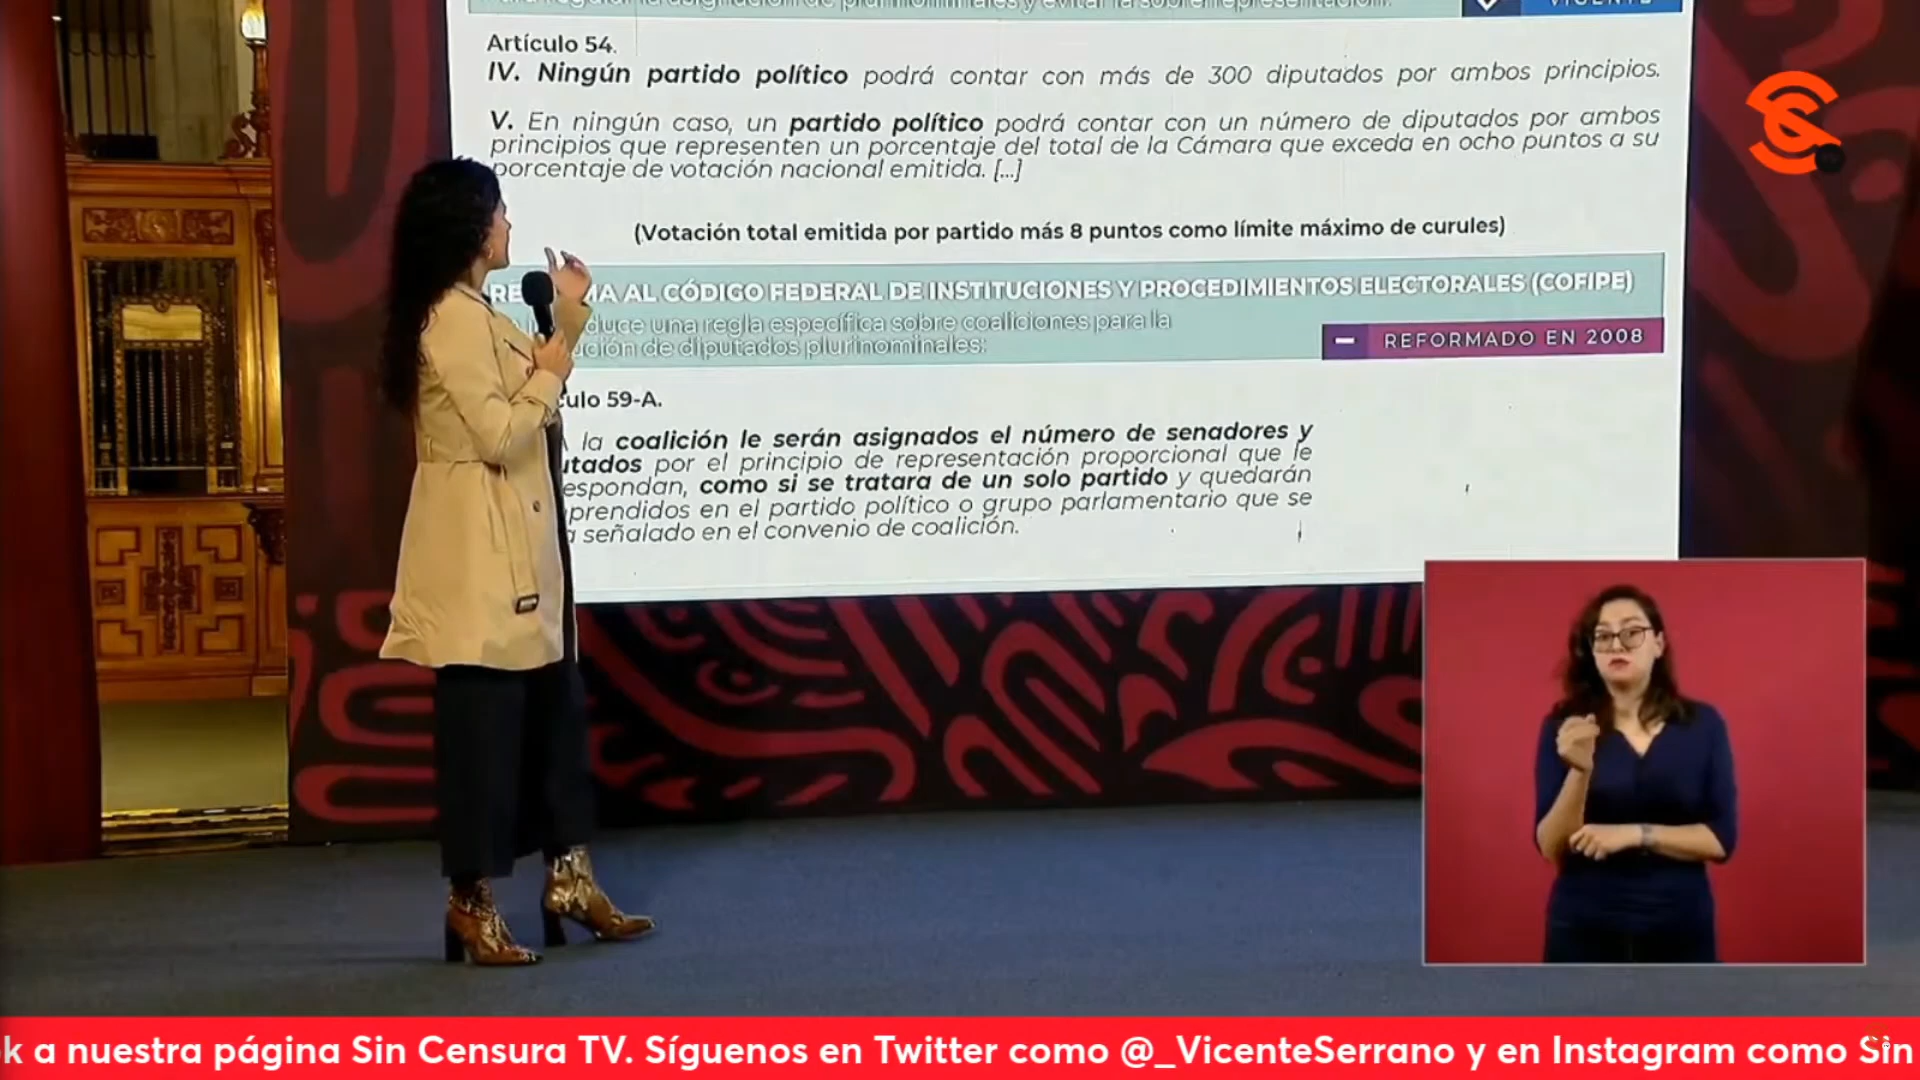 Artículo 54.
IV. Ningún partido político podrá contar con más de 300 diputados por ambos principios.
V. En ningún caso, un partido político podrá contar con un número de diputados por ambos
principios que representen un porcentaje del total de la Cámara que exceda en ocho puntos a su
porcentaje de votación nacional emitida. [...]
(Votación total emitida por partido más 8 puntos como límite máximo de curules)
AL CÓDIGO FEDERAL DE INSTITUCIONES Y PROCEDIMIENTOS ELECTORALES (COFIPE)
duce una regla específica sobre coaliciones para la
ución de diputados plurinominales:
REFORMADO EN 2008
culo 59-A.
la coalición le serán asignados el número de senadores y
utados por el principio de representación proporcional que le
espondan, como si se tratara de un solo partido y quedarán
prendidos en el partido político o grupo parlamentario que se
a señalado en el convenio de coalición.
k a nuestra página Sin Censura TV. Síguenos en Twitter como @_VicenteSerrano y en Instagram como Sin